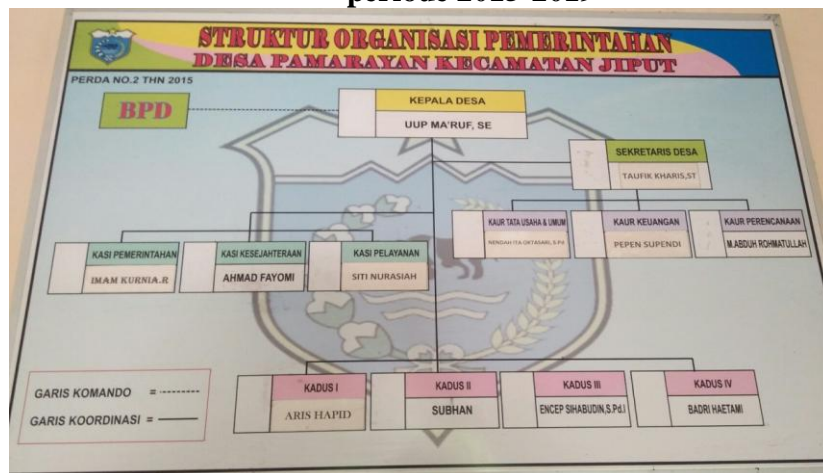 STRUKTUR ORGANISASI PEMERINTAHAN
DESA PAMARAYAN KECAMATAN JIPUT
PERDA NO.2 THN 2015
BPD
KEPALA DESA
UUP MA'RUF, SE
SEKRETARIS DESA
TAUFIK KHARIS,ST
KAUR TATA USAHA & UMUM
KAUR KEUANGAN
PEPEN SUPENDI
KAUR PERENCANAAN
M.ABDUH ROHMATULLAH
KASI PEMERINTAHAN
IMAM KURNIA.R
KASI KESEJAHTERAAN
AHMAD FAYOMI
KASI PELAYANAN
SITI NURASIAH
KADUS I
ARIS HAPID
KADUS II
SUBHAN
KADUS III
ENCEP SIHABUDIN,S.Pd.I
KADUS IV
BADRI HAETAMI
GARIS KOMANDO =
GARIS KOORDINASI =